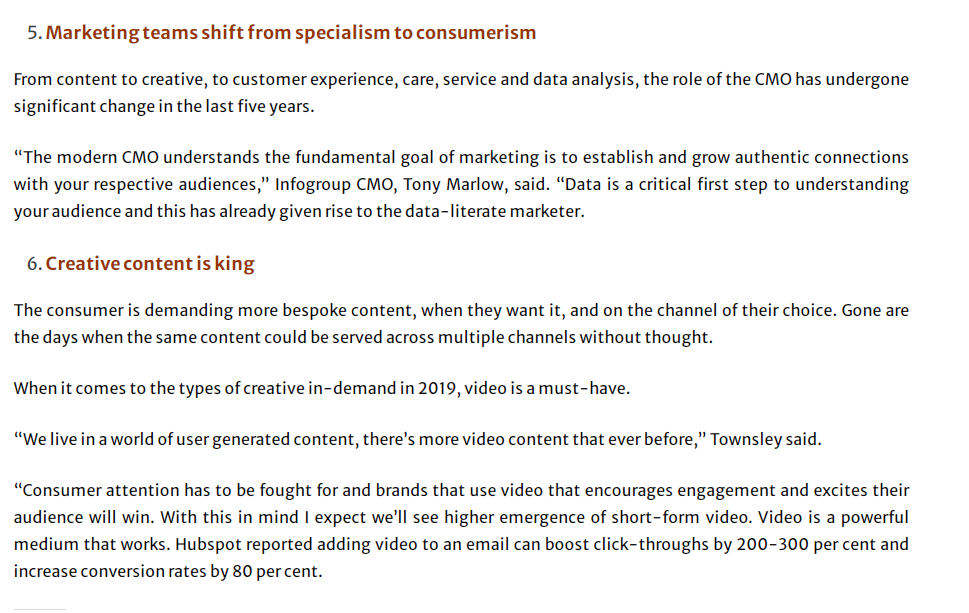 5. Marketing teams shift from specialism to consumerism
From content to creative, to customer experience, care, service and data analysis, the role of the CMO has undergone
significant change in the last five years.
“The modern CMO understands the fundamental goal of marketing is to establish and grow authentic connections
with your respective audiences,” Infogroup CMO, Tony Marlow, said. “Data is a critical first step to understanding
your audience and this has already given rise to the data-literate marketer.
6. Creative content is king
The consumer is demanding more bespoke content, when they want it, and on the channel of their choice. Gone are
the days when the same content could be served across multiple channels without thought.
When it comes to the types of creative in-demand in 2019, video is a must-have.
“We live in a world of user generated content, there’s more video content that ever before,” Townsley said.
“Consumer attention has to be fought for and brands that use video that encourages engagement and excites their
audience will win. With this in mind I expect we’ll see higher emergence of short-form video. Video is a powerful
medium that works. Hubspot reported adding video to an email can boost click-throughs by 200-300 per cent and
increase conversion rates by 80 per cent.